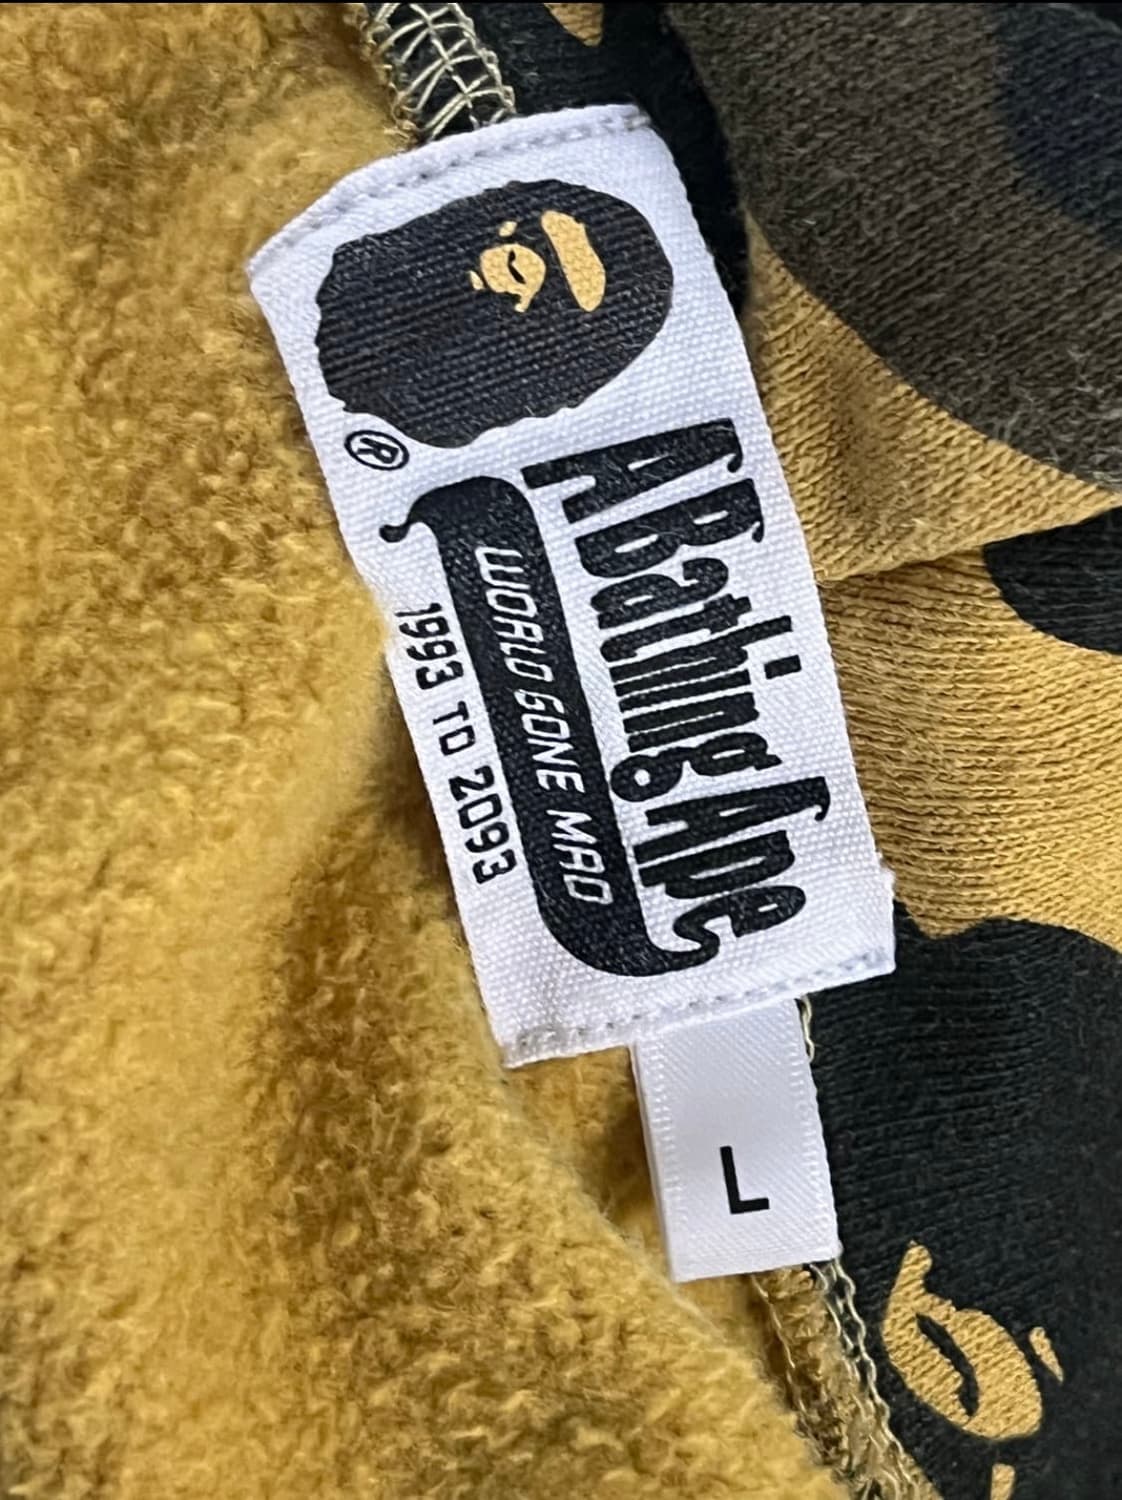 ®
A Bathing Ape
WORLD GONE MAD
1993 TO 2093
L